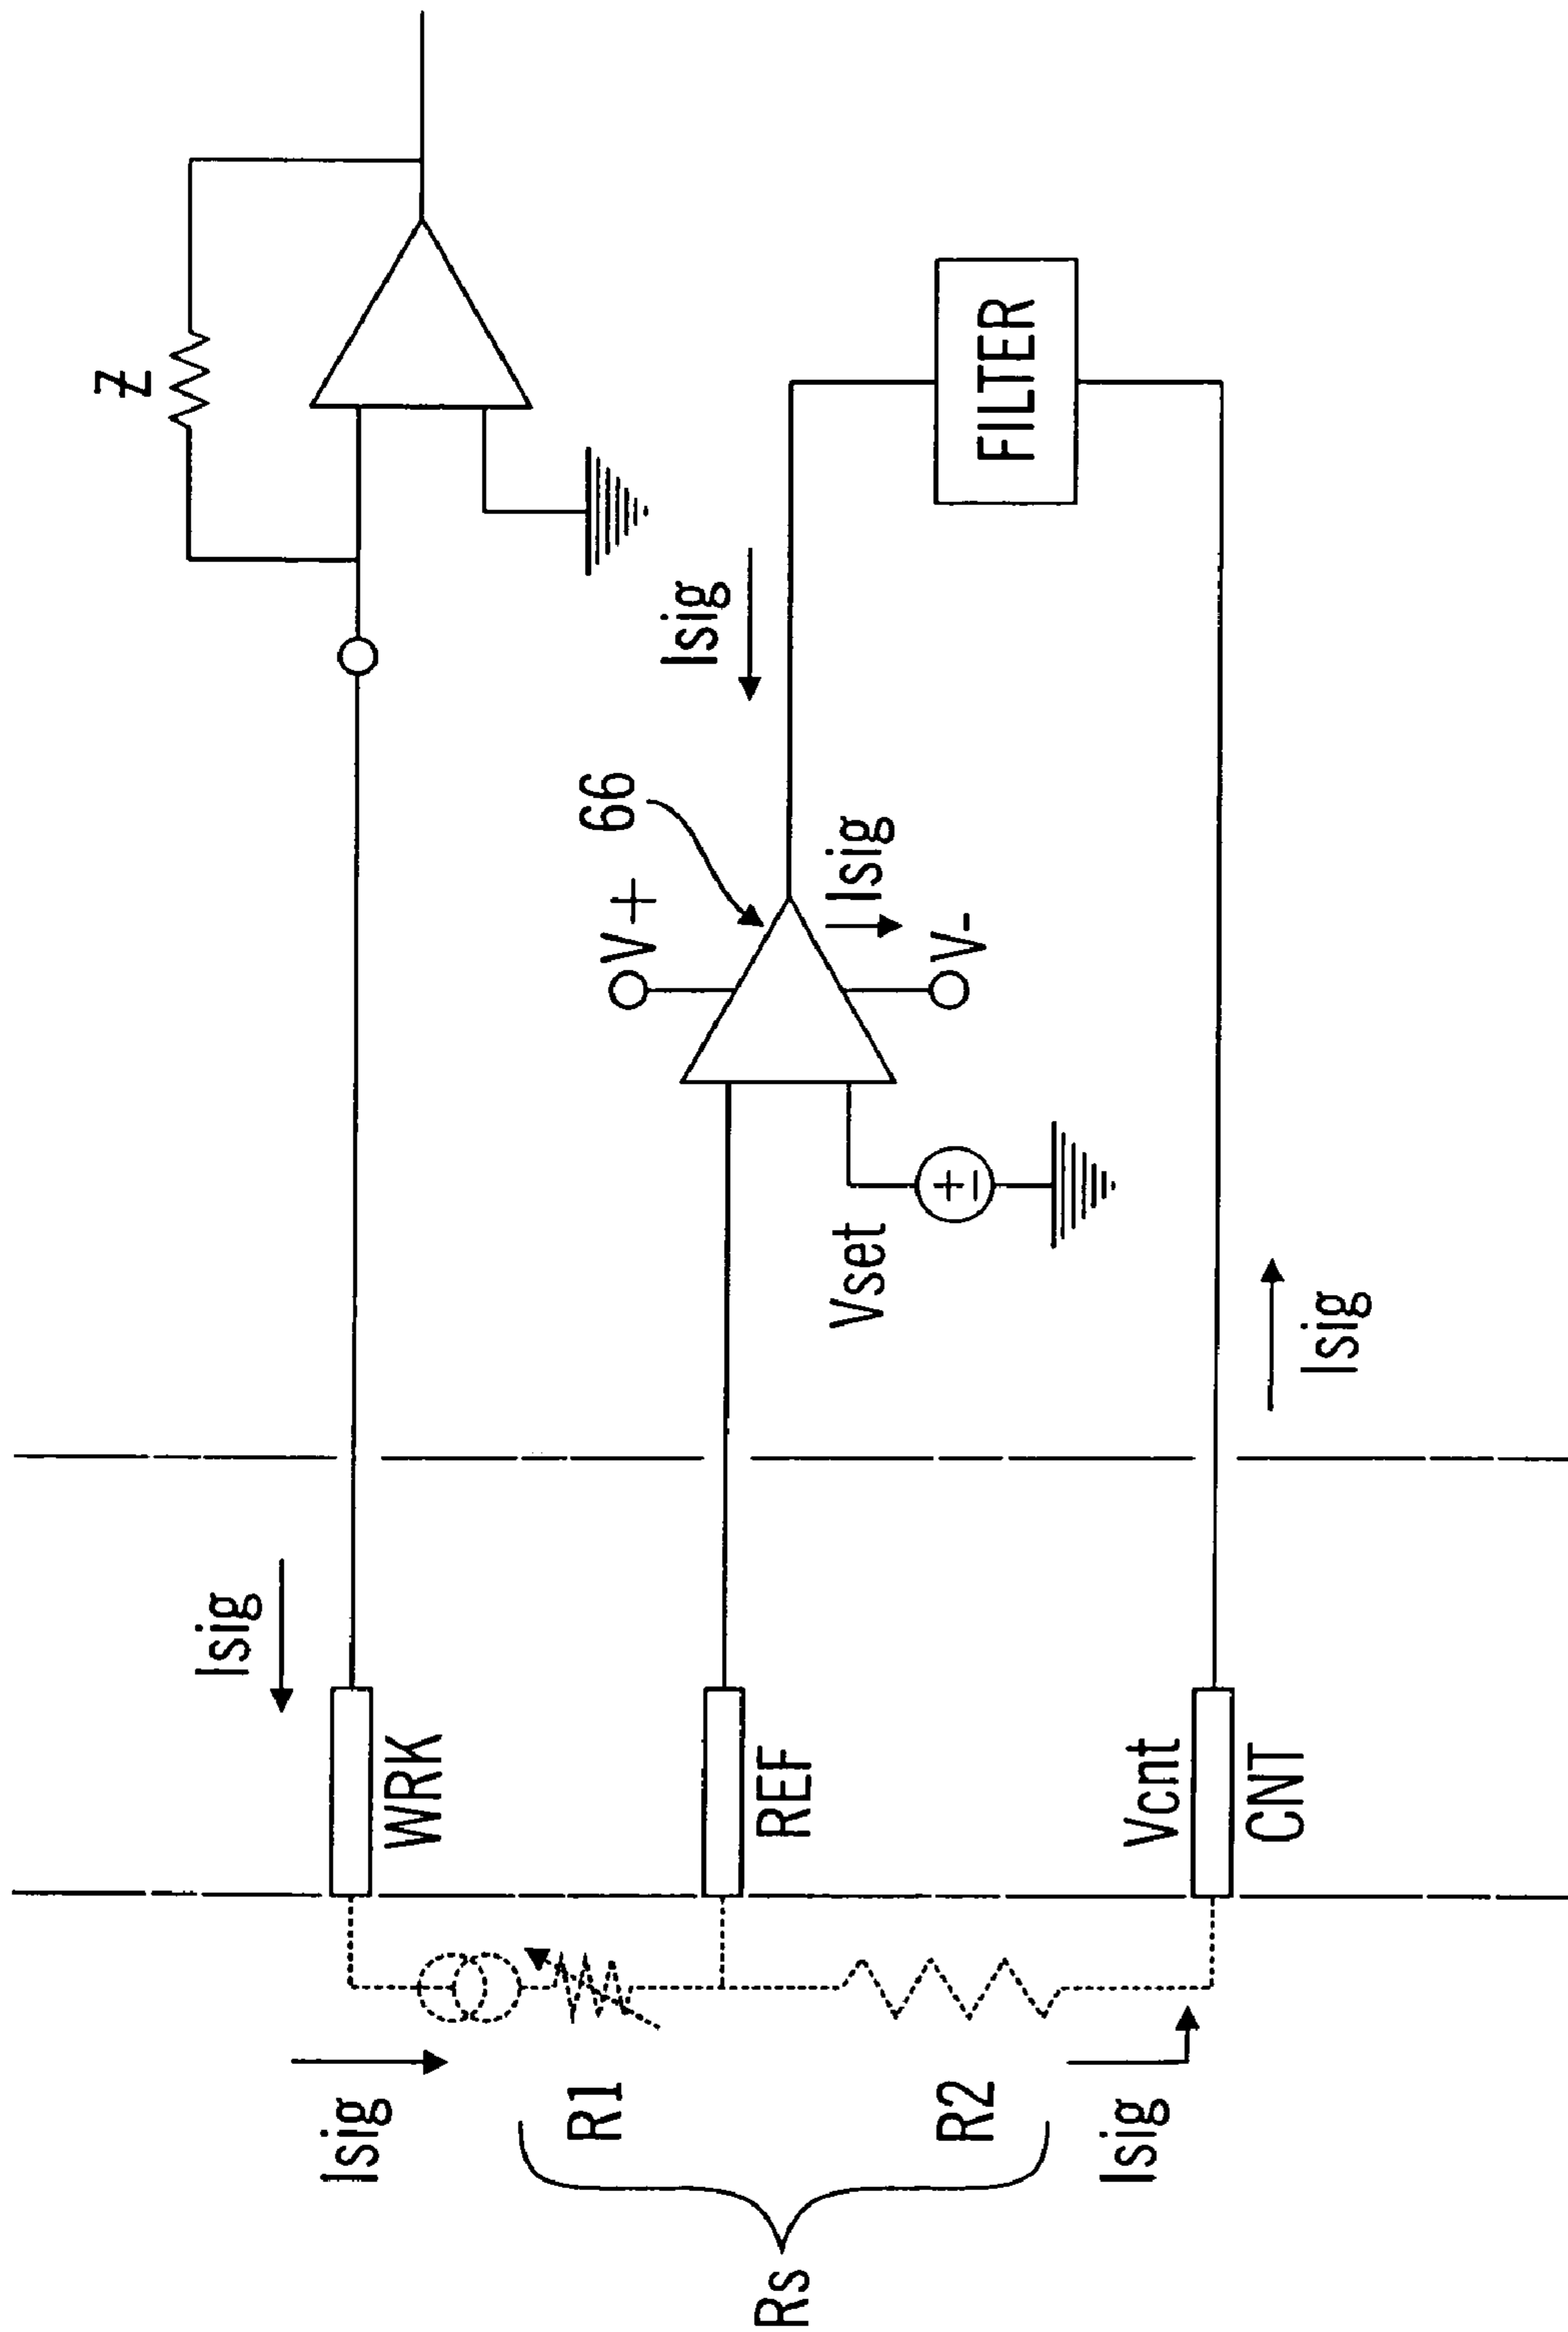 Z
Isig
Isig
WRK
R1
66
V+
Isig
Rs
REF
Vset
Isig
R2
V-
FILTER
Isig
Vcnt
CNT
Isig